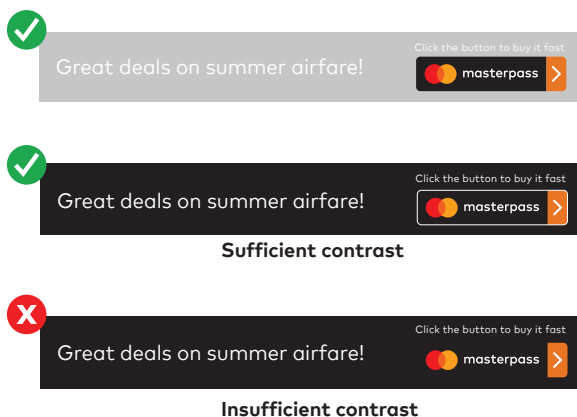 Click the button to buy it fast
Great deals on summer airfare!
masterpass
Click the button to buy it fast
Great deals on summer airfare!
masterpass
Sufficient contrast
X
Click the button to buy it fast
Great deals on summer airfare!
masterpass
Insufficient contrast